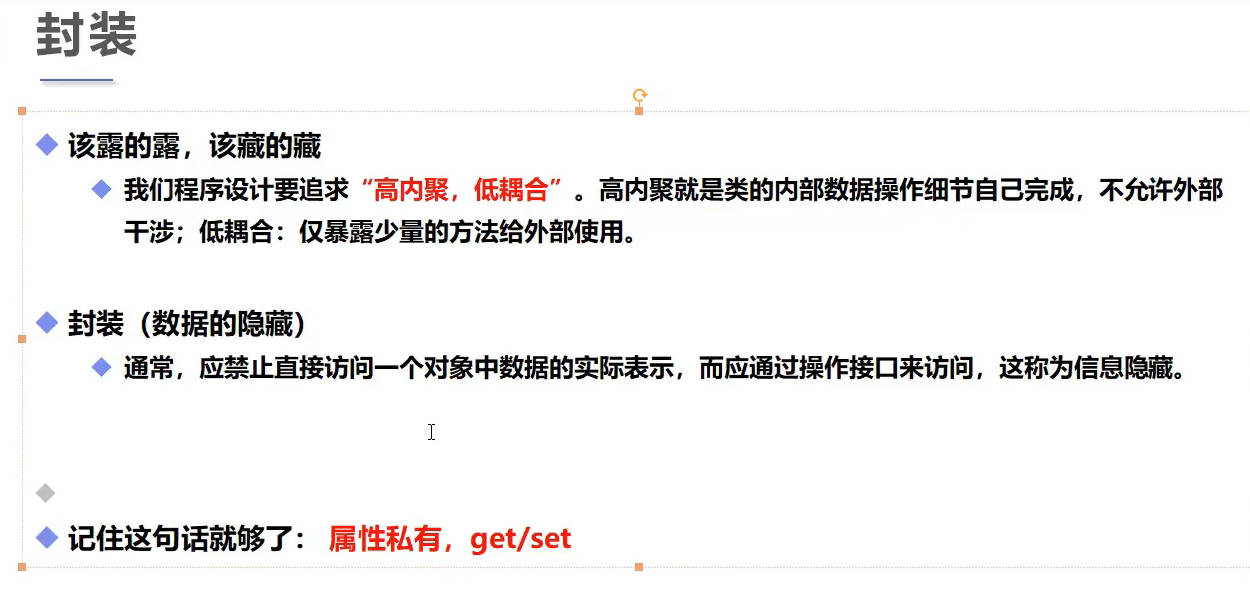 封装
该露的露，该藏的藏
我们程序设计要追求“高内聚，低耦合”。高内聚就是类的内部数据操作细节自己完成，不允许外部
干涉；低耦合：仅暴露少量的方法给外部使用。
封装（数据的隐藏）
通常，应禁止直接访问一个对象中数据的实际表示，而应通过操作接口来访问，这称为信息隐藏。
记住这句话就够了：属性私有，get/set